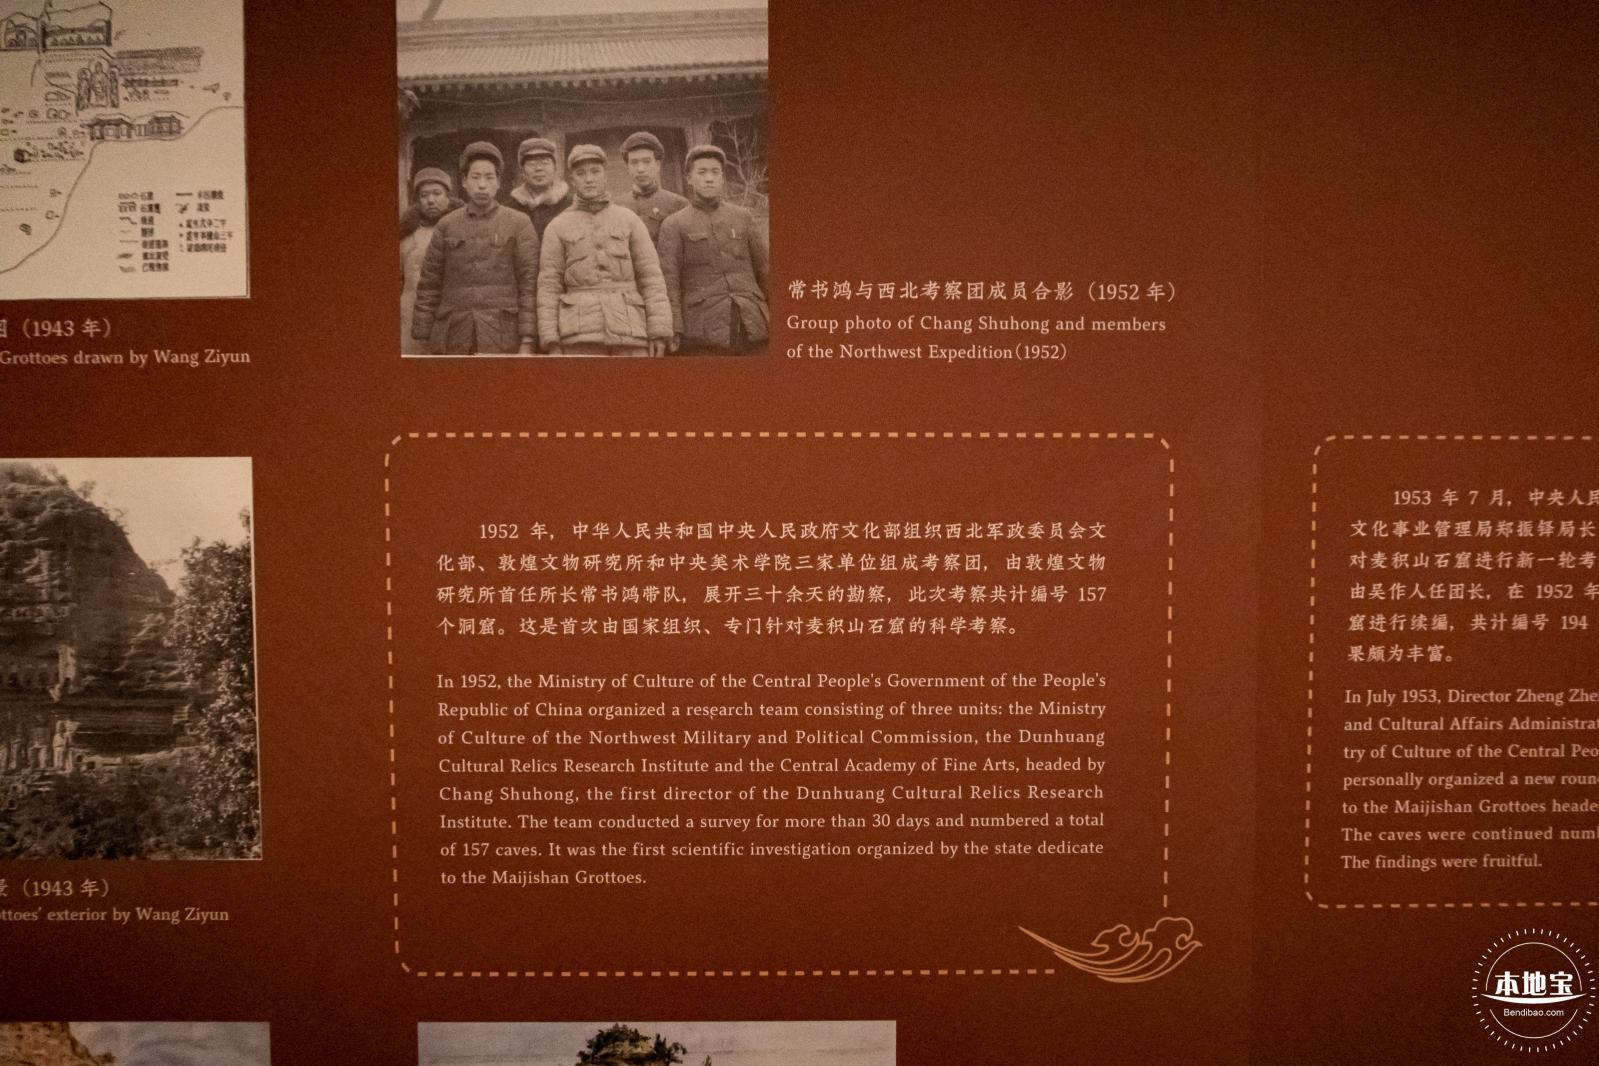 图（1943 年）
Grottoes drawn by Wang Ziyun
常书鸿与西北考察团成员合影（1952 年）
Group photo of Chang Shuhong and members
of the Northwest Expedition(1952)
景（1943 年）
ottoes' exterior by Wang Ziyun
1952 年，中华人民共和国中央人民政府文化部组织西北军政委员会文
化部、敦煌文物研究所和中央美术学院三家单位组成考察团，由敦煌文物
研究所首任所长常书鸿带队，展开三十余天的勘察，此次考察共计编号 157
个洞窟。这是首次由国家组织、专门针对麦积山石窟的科学考察。
In 1952, the Ministry of Culture of the Central People's Government of the People's
Republic of China organized a research team consisting of three units: the Ministry
of Culture of the Northwest Military and Political Commission, the Dunhuang
Cultural Relics Research Institute and the Central Academy of Fine Arts, headed by
Chang Shuhong, the first director of the Dunhuang Cultural Relics Research
Institute. The team conducted a survey for more than 30 days and numbered a total
of 157 caves. It was the first scientific investigation organized by the state dedicate
to the Maijishan Grottoes.
1953 年 7 月，中央人民
文化事业管理局郑振铎局长
对麦积山石窟进行新一轮考
由吴作人任团长，在 1952 年
窟进行续编，共计编号 194
果颇为丰富。
In July 1953, Director Zheng Zhe
and Cultural Affairs Administrat
try of Culture of the Central Peo
personally organized a new roun
to the Maijishan Grottoes heade
The caves were continued numb
The findings were fruitful.
本地宝
Bendibao.com